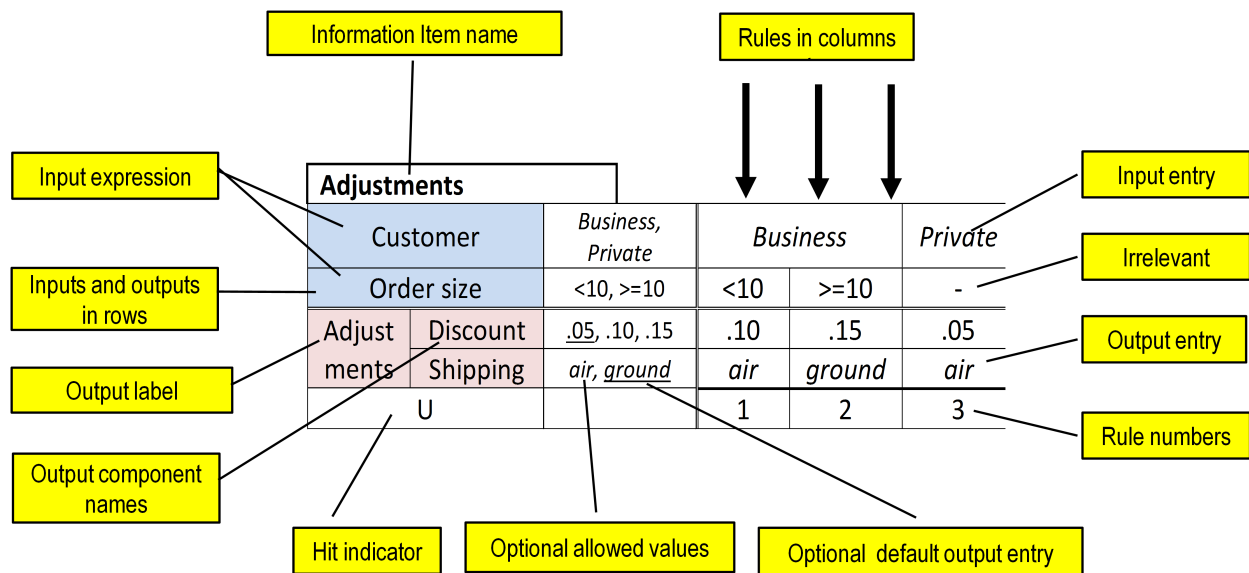 Information Item name
Rules in columns
Input expression
Adjustments
Input entry
Customer
Business,
Private
Business
Private
Irrelevant
Inputs and outputs
in rows
Order size
<10, >=10
<10
>=10
-
Adjust
ments
Discount
.05, .10, .15
.10
.15
.05
Output entry
Shipping
air, ground
air
ground
air
Output label
U
1
2
3
Rule numbers
Output component
names
Hit indicator
Optional allowed values
Optional default output entry